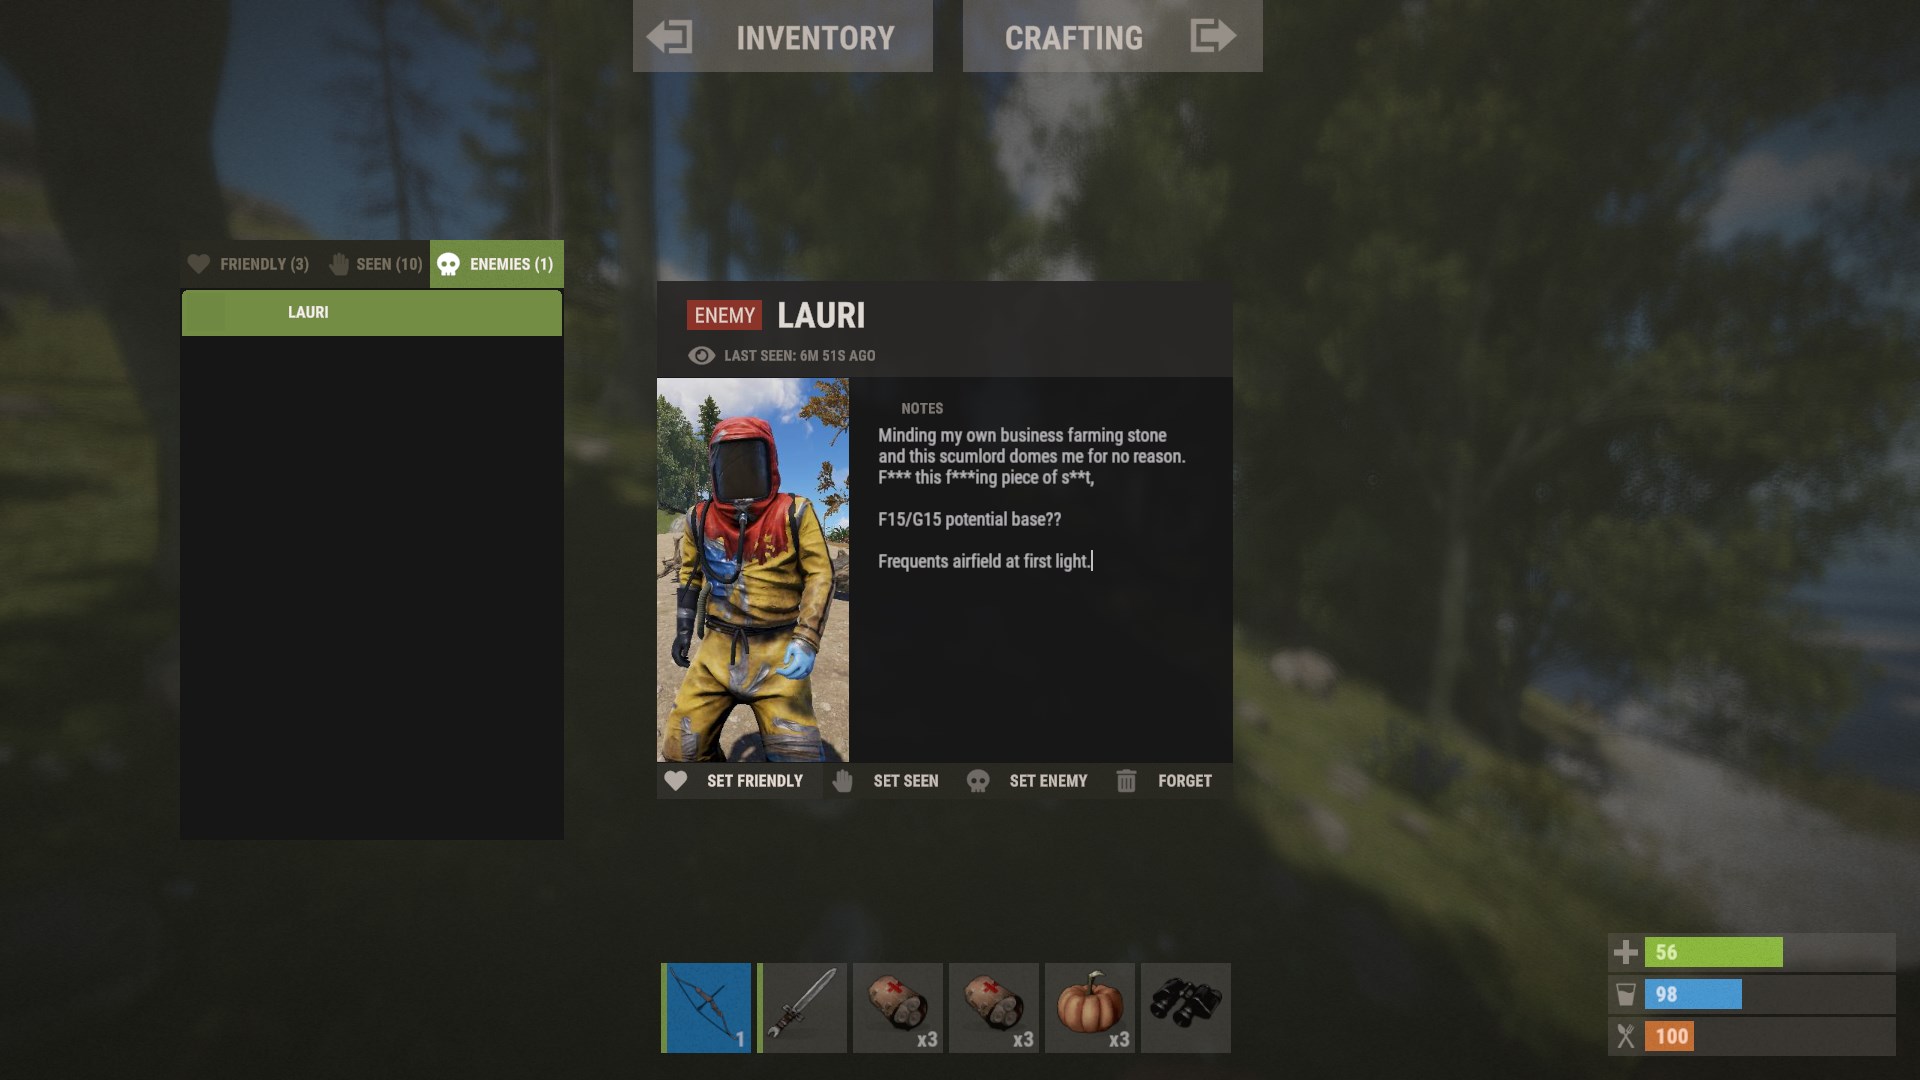 INVENTORY
CRAFTING
FRIENDLY (3)
SEEN (10)
ENEMIES (1)
LAURI
ENEMY LAURI
LAST SEEN: 6M 51S AGO
NOTES
Minding my own business farming stone
and this scumlord domes me for no reason.
F*** this f***ing piece of s**t,
F15/G15 potential base??
Frequents airfield at first light.
SET FRIENDLY
SET SEEN
SET ENEMY
FORGET
1
x3
x3
x3
56
98
100